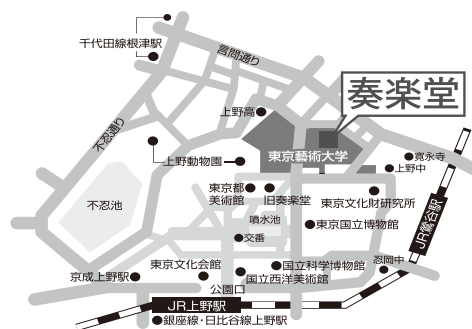 千代田線根津駅
言問通り
不忍通り
奏楽堂
上野高
東京藝術大学
寛永寺
上野中
上野動物園
東京都
美術館
旧奏楽堂
東京文化財研究所
不忍池
噴水池
東京国立博物館
交番
JR鶯谷駅
忍岡中
東京文化会館
国立科学博物館
京成上野駅
国立西洋美術館
公園口
JR上野駅
銀座線・日比谷線上野駅